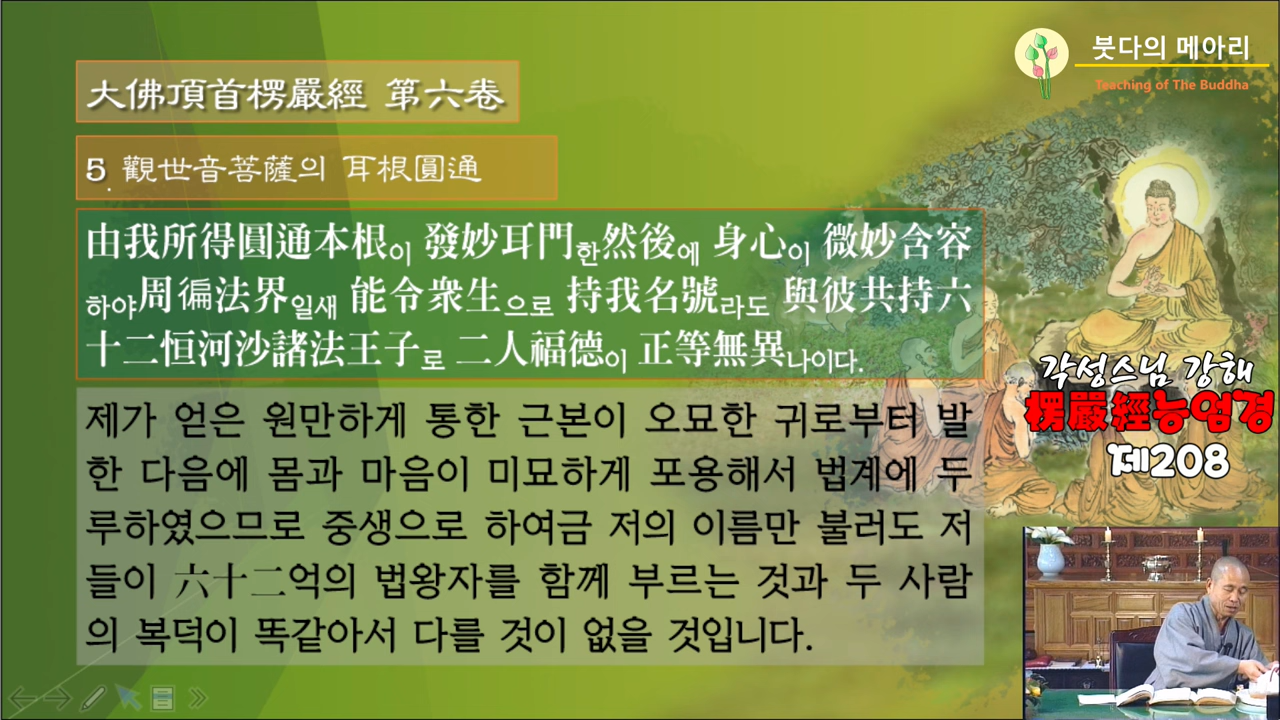 大佛頂首楞嚴經 第六卷
5. 觀世音菩薩의 耳根圓通
由我所得圓通本根이 發妙耳門한然後에 身心이 微妙含容
하야周徧法界일새 能令衆生으로 持我名號라도 與彼共持六
十二恒河沙諸法王子로 二人福德이 正等無異나이다.
제가 얻은 원만하게 통한 근본이 오묘한 귀로부터 발
한 다음에 몸과 마음이 미묘하게 포용해서 법계에 두
루하였으므로 중생으로 하여금 저의 이름만 불러도 저
들이 六十二억의 법왕자를 함께 부르는 것과 두 사람
의 복덕이 똑같아서 다를 것이 없을 것입니다.
붓다의 메아리
Teaching of The Buddha
각성스님 강해
楞嚴經능엄경
제208